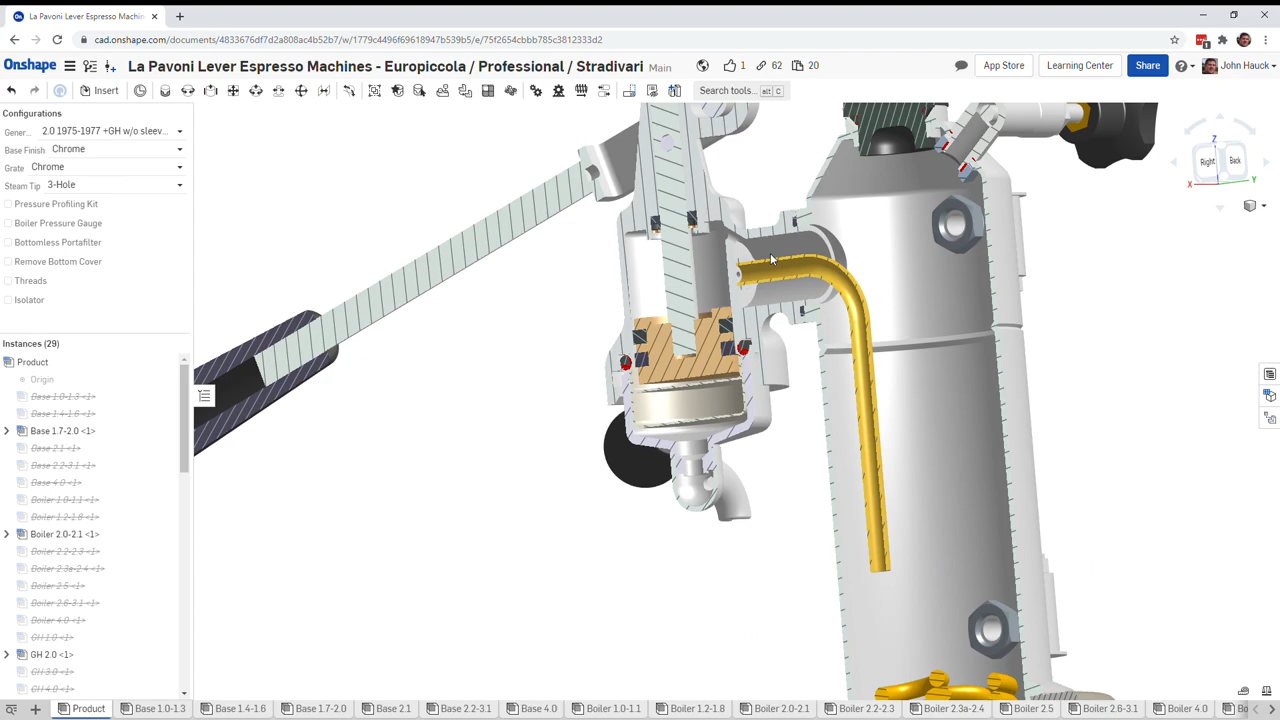 La Pavoni Lever Espresso Machin
cad.onshape.com/documents/4833676df7d2a808ac4b52b7/w/1779c4496f69618947b539b5/e/75f2654cbbb785c3812333d2
1
Onshape
La Pavoni Lever Espresso Machines - Europiccola / Professional / Stradivari
Main
1
62
20
App Store
Learning Center
Share
John Hauck
Insert
Search tools...
alt
C
Configurations
Gener...
2.0 1975-1977 +GH w/o sleev...
Base Finish
Chrome
Grate
Chrome
Steam Tip
3-Hole
Pressure Profiling Kit
Boiler Pressure Gauge
Bottomless Portafilter
Remove Bottom Cover
Threads
Isolator
Instances (29)
Product
Origin
Base 1.0-1.3 <1>
Base 1.4-1.6 <1>
Base 1.7-2.0 <1>
Base 2.1 <1>
Base 2.2-3.1 <1>
Base 4.0 <1>
Boiler 1.0-1.1 <1>
Boiler 1.2-1.8 <1>
Boiler 2.0-2.1 <1>
Boiler 2.2-2.3 <1>
Boiler 2.3a-2.4 <1>
Boiler 2.5 <1>
Boiler 2.6-3.1 <1>
Boiler 4.0 <1>
GH 1.0 <1>
GH 2.0 <1>
GH 3.0 <1>
GH 4.0 <1>
Z
Right
Back
X
Y
Product
Base 1.0-1.3
Base 1.4-1.6
Base 1.7-2.0
Base 2.1
Base 2.2-3.1
Base 4.0
Boiler 1.0-1.1
Boiler 1.2-1.8
Boiler 2.0-2.1
Boiler 2.2-2.3
Boiler 2.3a-2.4
Boiler 2.5
Boiler 2.6-3.1
Boiler 4.0
Bo